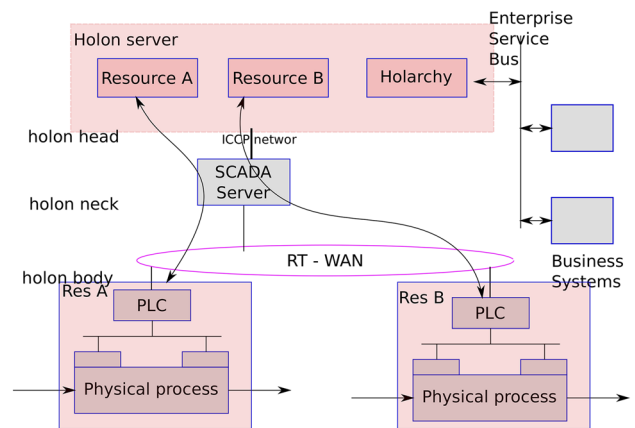 Enterprise
Service
Bus
Holon server
Resource A
Resource B
Holarchy
holon head
ICCP networ
SCADA
Server
holon neck
RT - WAN
Business
Systems
holon body
Res A
PLC
Res B
PLC
Physical process
Physical process